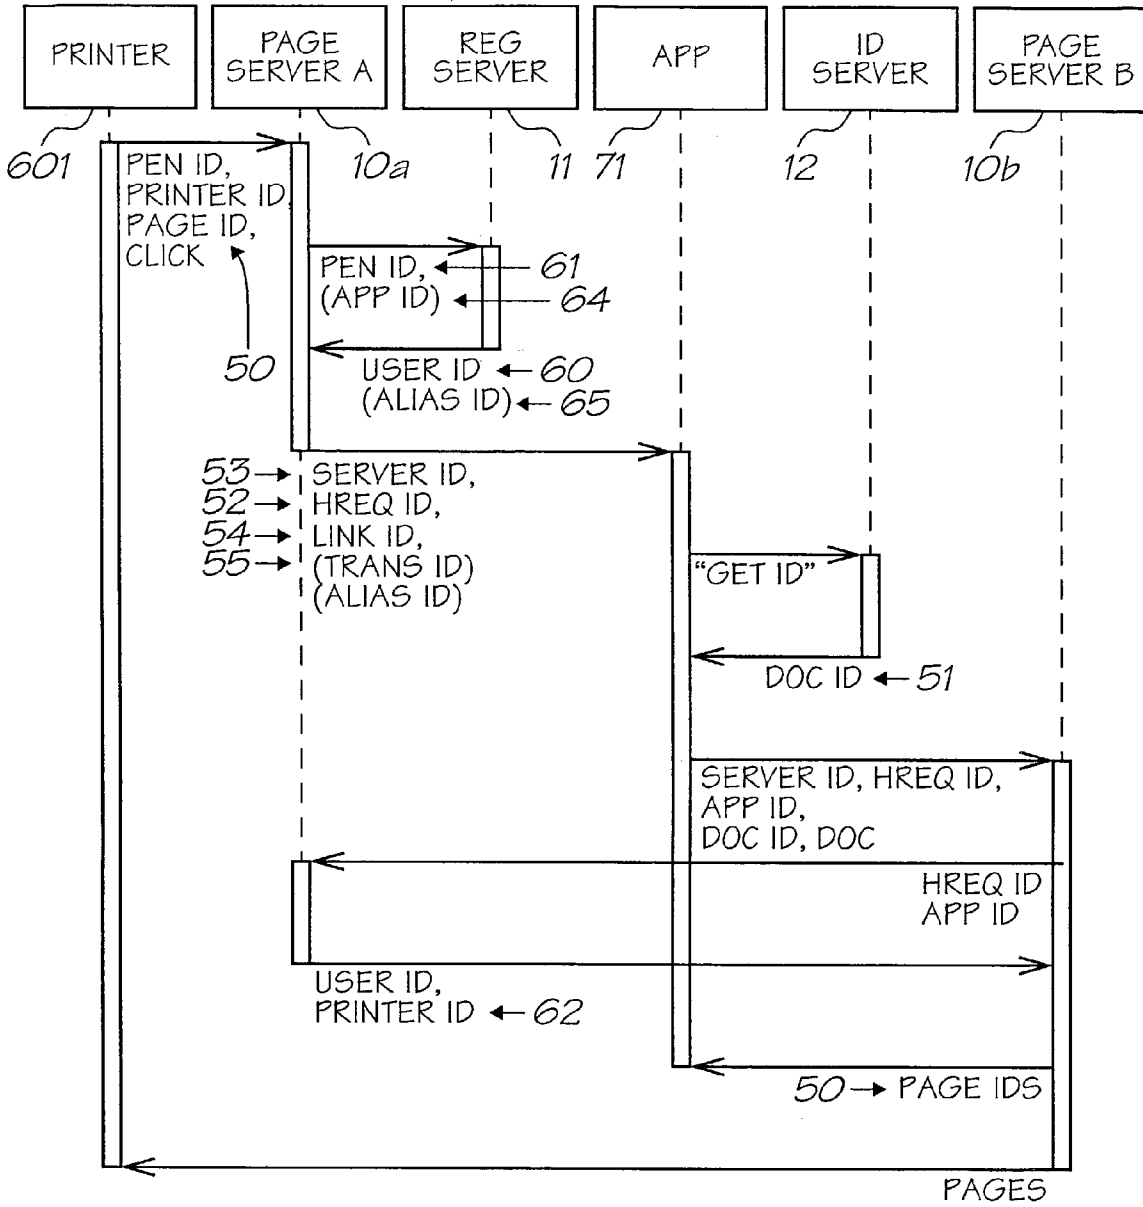 PRINTER
PAGE
SERVER A
REG
SERVER
APP
ID
SERVER
PAGE
SERVER B
601
10a
11
71
12
10b
PEN ID,
PRINTER ID,
PAGE ID,
CLICK
50
PEN ID,
(APP ID)
61
64
USER ID
(ALIAS ID)
60
65
53
52
54
55
SERVER ID,
HREQ ID,
LINK ID,
(TRANS ID)
(ALIAS ID)
"GET ID"
DOC ID
51
SERVER ID, HREQ ID,
APP ID,
DOC ID, DOC
HREQ ID
APP ID
USER ID,
PRINTER ID
62
50
PAGE IDS
PAGES